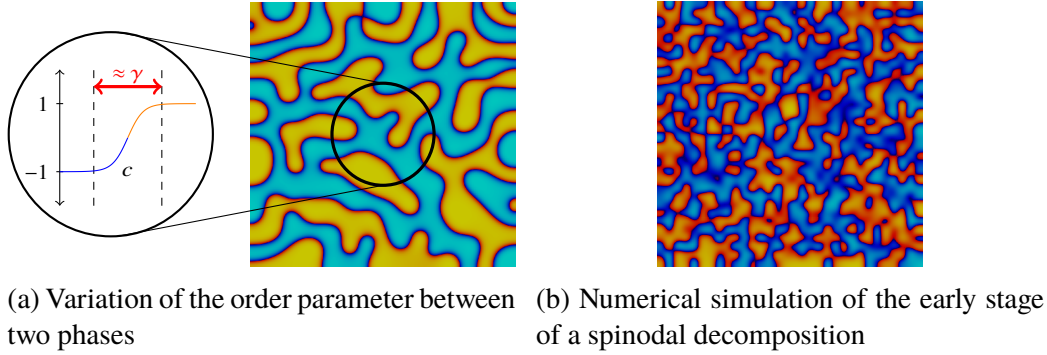 ≈ γ
1
−1
c
(a) Variation of the order parameter between
two phases
(b) Numerical simulation of the early stage
of a spinodal decomposition